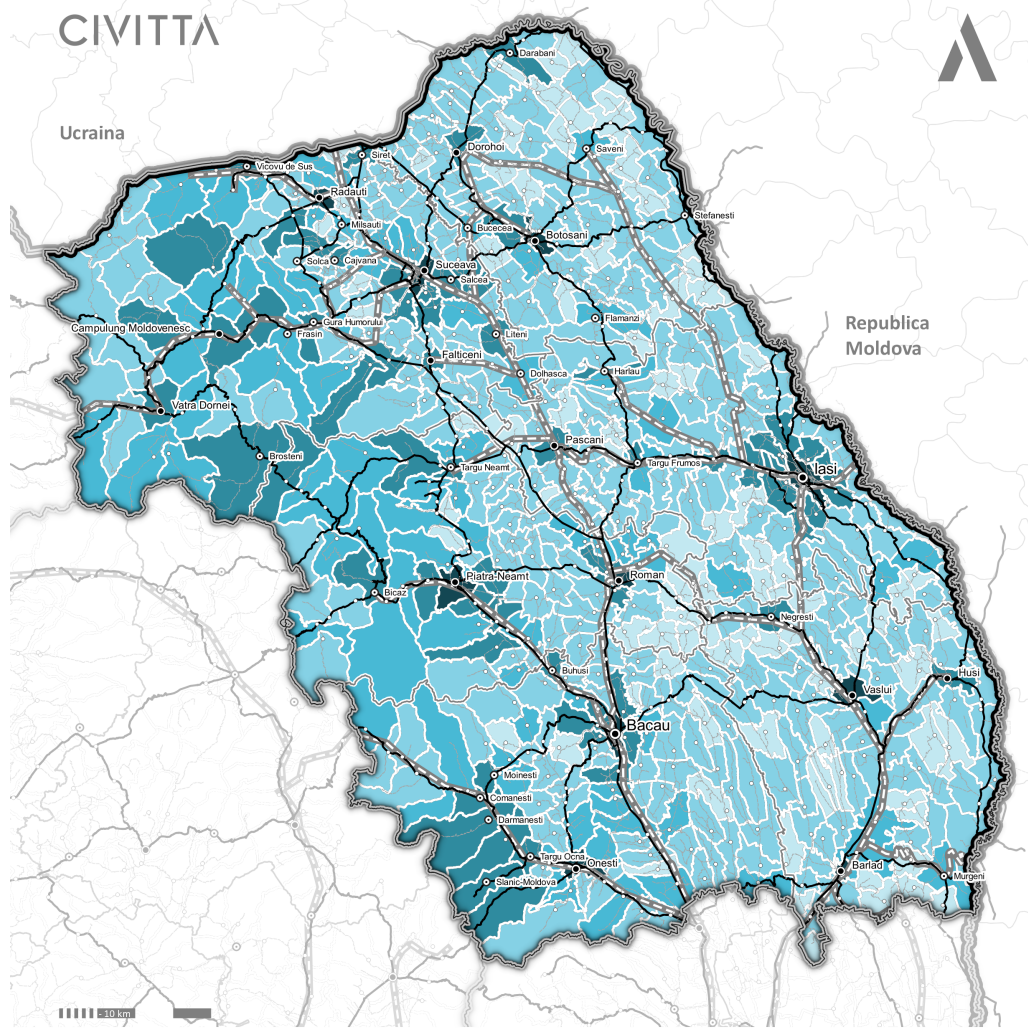 CIVITTA
Darabani
Ucraina
Dorohoi
Saveni
Siret
Vicovu de Sus
Radauti
Stefanesti
Milsauti
Bucecea
Botosani
Solca
Cajvana
Suceava
Salcea
Flamanzi
Gura Humorului
Campulung Moldovenesc
Frasin
Liteni
Republica
Moldova
Falticeni
Dolhasca
Harlau
Vatra Dornei
Pascani
Brosteni
Targu Neamt
Targu Frumos
Iasi
Piatra-Neamt
Roman
Bicaz
Negresti
Buhusi
Husi
Vaslui
Bacau
Moinesti
Comanesti
Darmanesti
Targu Ocna
Onesti
Barlad
Slanic-Moldova
Murgeni
- 10 km